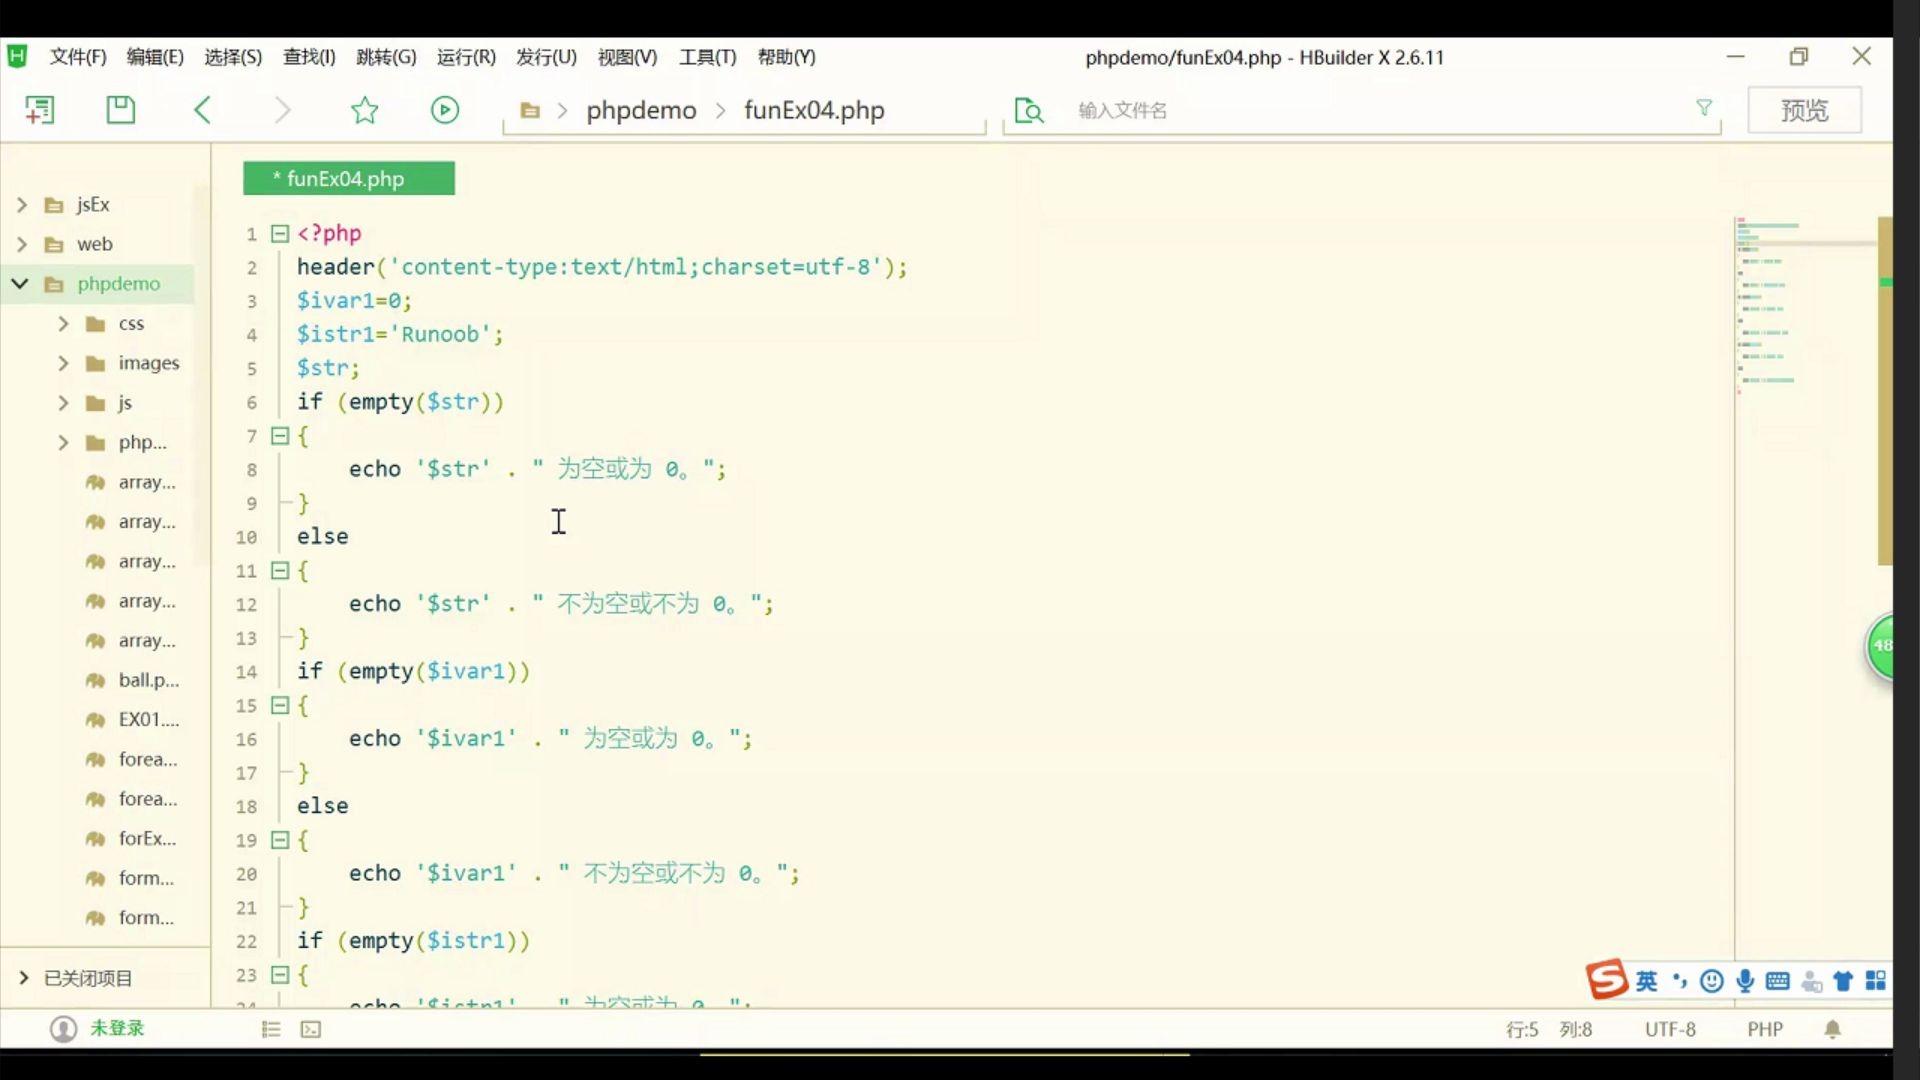 文件(F) 编辑(E) 选择(S) 查找(I) 跳转(G) 运行(R) 发行(U) 视图(V) 工具(T) 帮助(Y) phpdemo/funEx04.php - HBuilder X 2.6.11
phpdemo > funEx04.php 输入文件名 预览
* funEx04.php
jsEx
web
phpdemo
css
images
js
php...
array...
array...
array...
array...
array...
ball.p...
EX01....
forea...
forea...
forEx...
form...
form...
已关闭项目
1 <?php
2 header('content-type:text/html;charset=utf-8');
3 $ivar1=0;
4 $istr1='Runoob';
5 $str;
6 if (empty($str))
7 {
8 echo '$str' . " 为空或为 0。";
9 }
10 else
11 {
12 echo '$str' . " 不为空或不为 0。";
13 }
14 if (empty($ivar1))
15 {
16 echo '$ivar1' . " 为空或为 0。";
17 }
18 else
19 {
20 echo '$ivar1' . " 不为空或不为 0。";
21 }
22 if (empty($istr1))
23 {
24 echo '$istr1' . " 为空或为 0。";
48
英
未登录 行:5 列:8 UTF-8 PHP